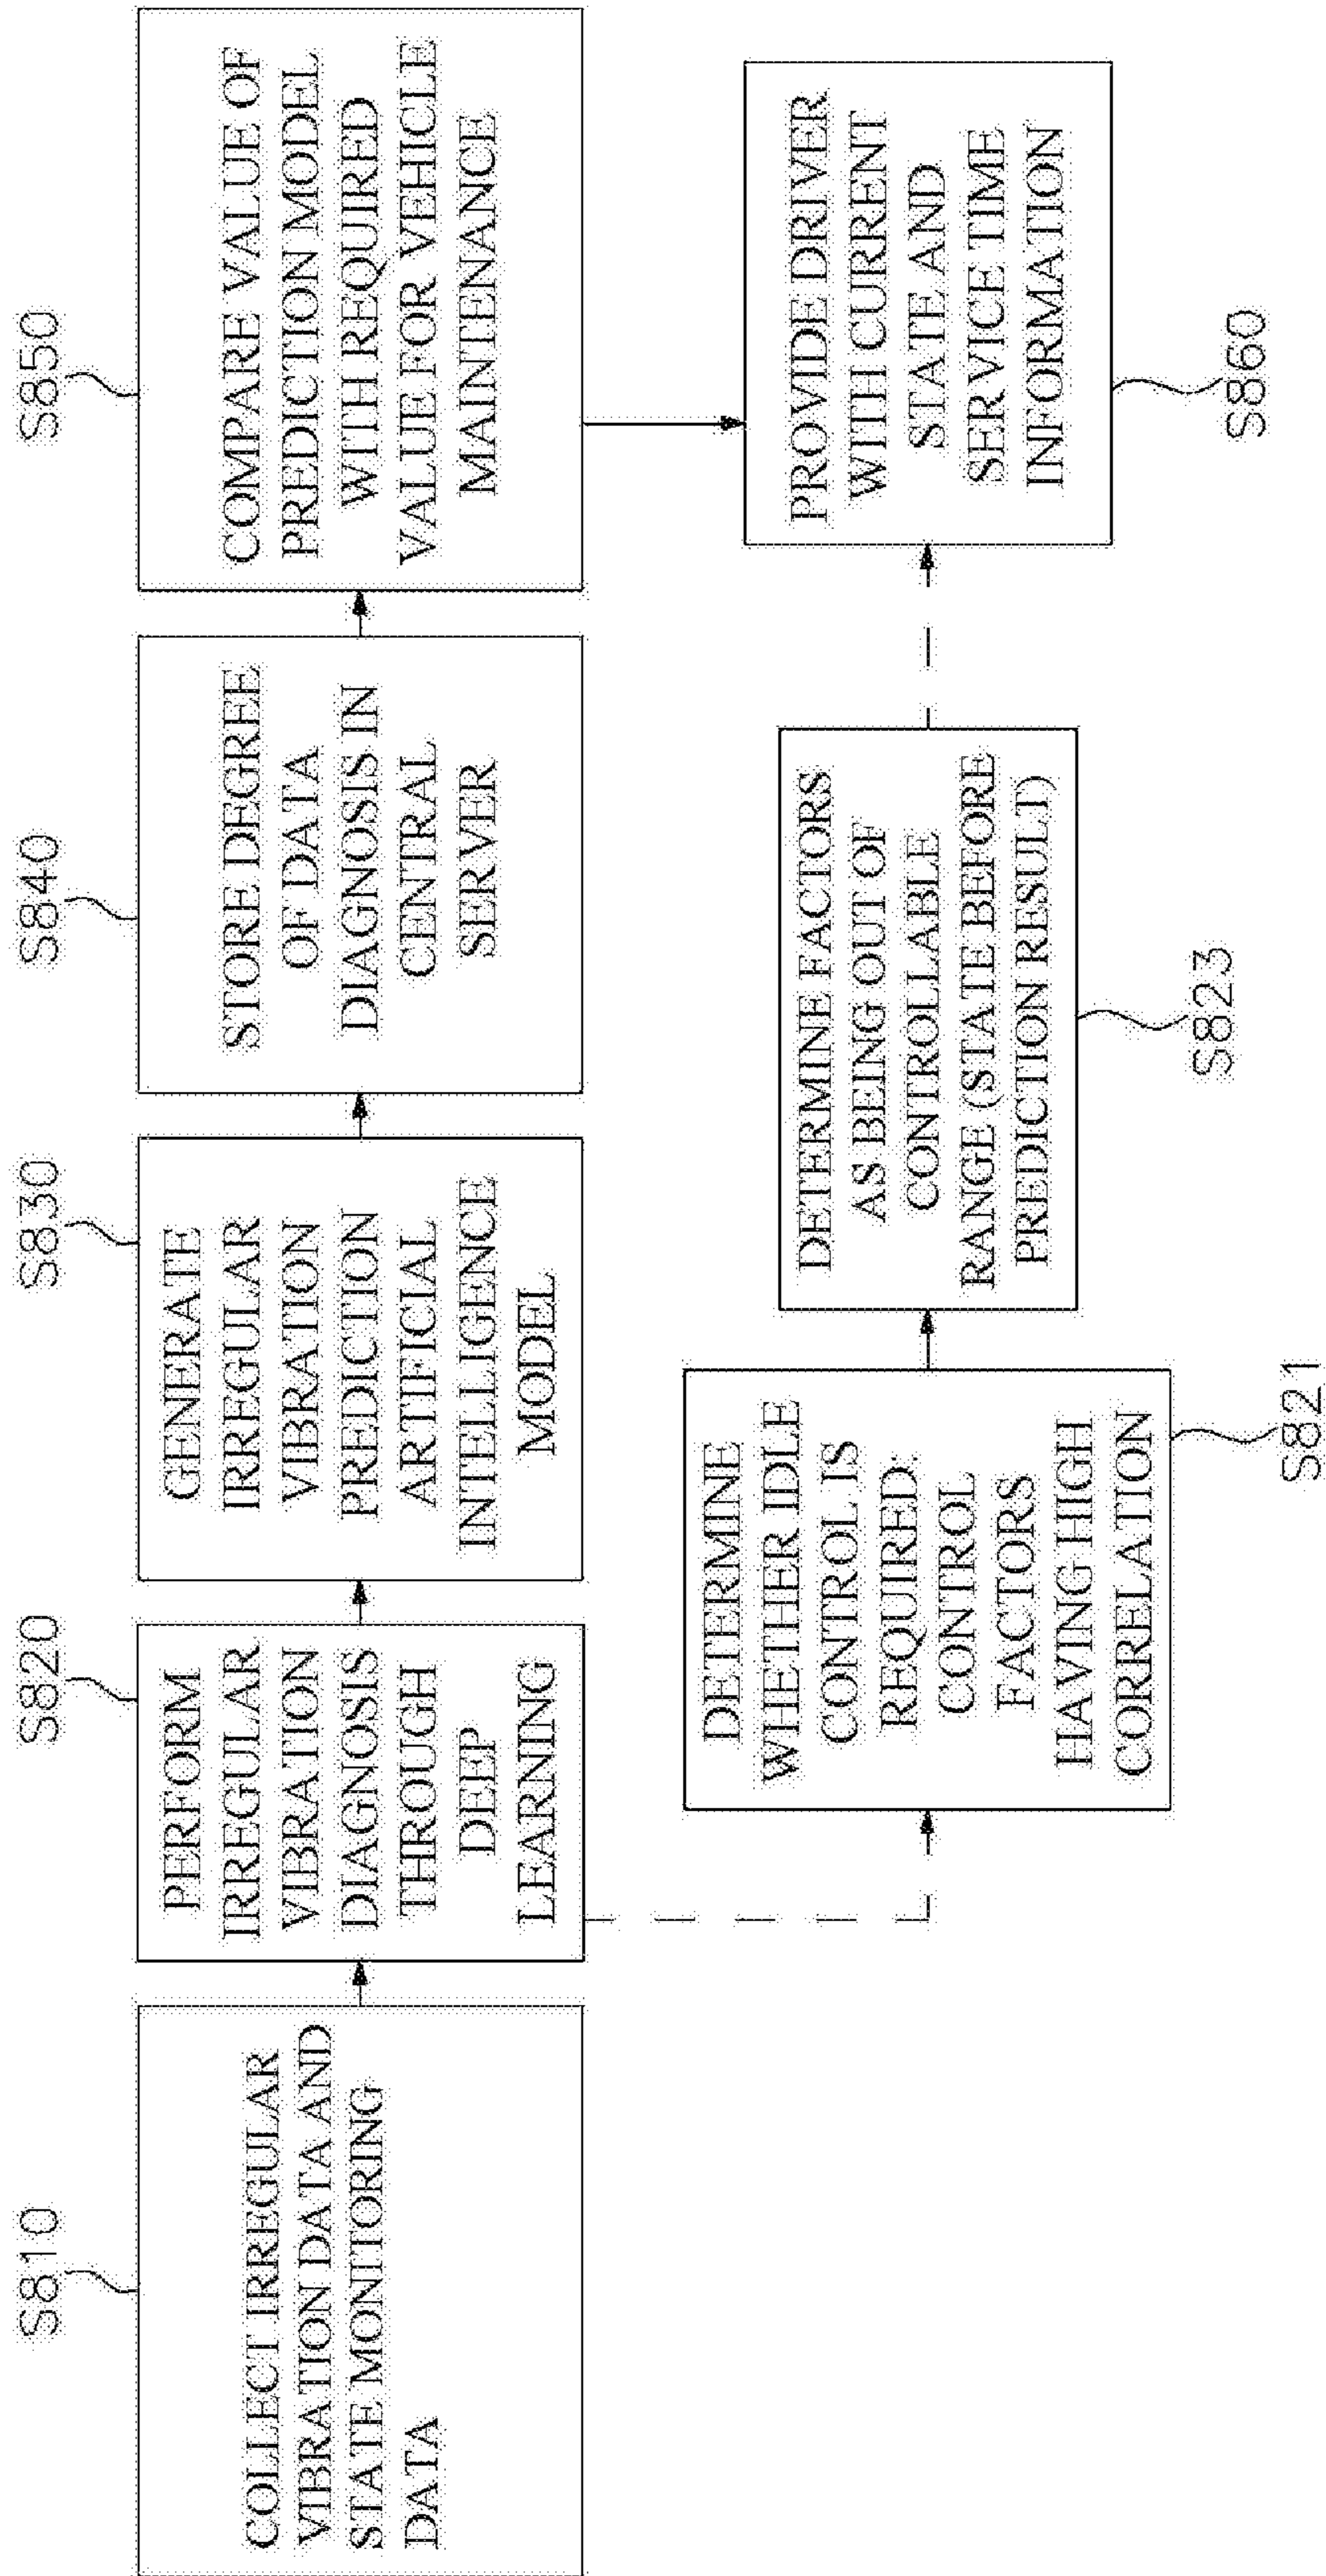 S810
COLLECT IRREGULAR
VIBRATION DATA AND
STATE MONITORING
DATA
S820
PERFORM
IRREGULAR
VIBRATION
DIAGNOSIS
THROUGH
DEEP
LEARNING
S830
GENERATE
IRREGULAR
VIBRATION
PREDICTION
ARTIFICIAL
INTELLIGENCE
MODEL
S840
STORE DEGREE
OF DATA
DIAGNOSIS IN
CENTRAL
SERVER
S850
COMPARE VALUE OF
PREDICTION MODEL
WITH REQUIRED
VALUE FOR VEHICLE
MAINTENANCE
DETERMINE
WHETHER IDLE
CONTROL IS
REQUIRED:
CONTROL
FACTORS
HAVING HIGH
CORRELATION
S821
DETERMINE FACTORS
AS BEING OUT OF
CONTROLLABLE
RANGE (STATE BEFORE
PREDICTION RESULT)
S823
PROVIDE DRIVER
WITH CURRENT
STATE AND
SERVICE TIME
INFORMATION
S860